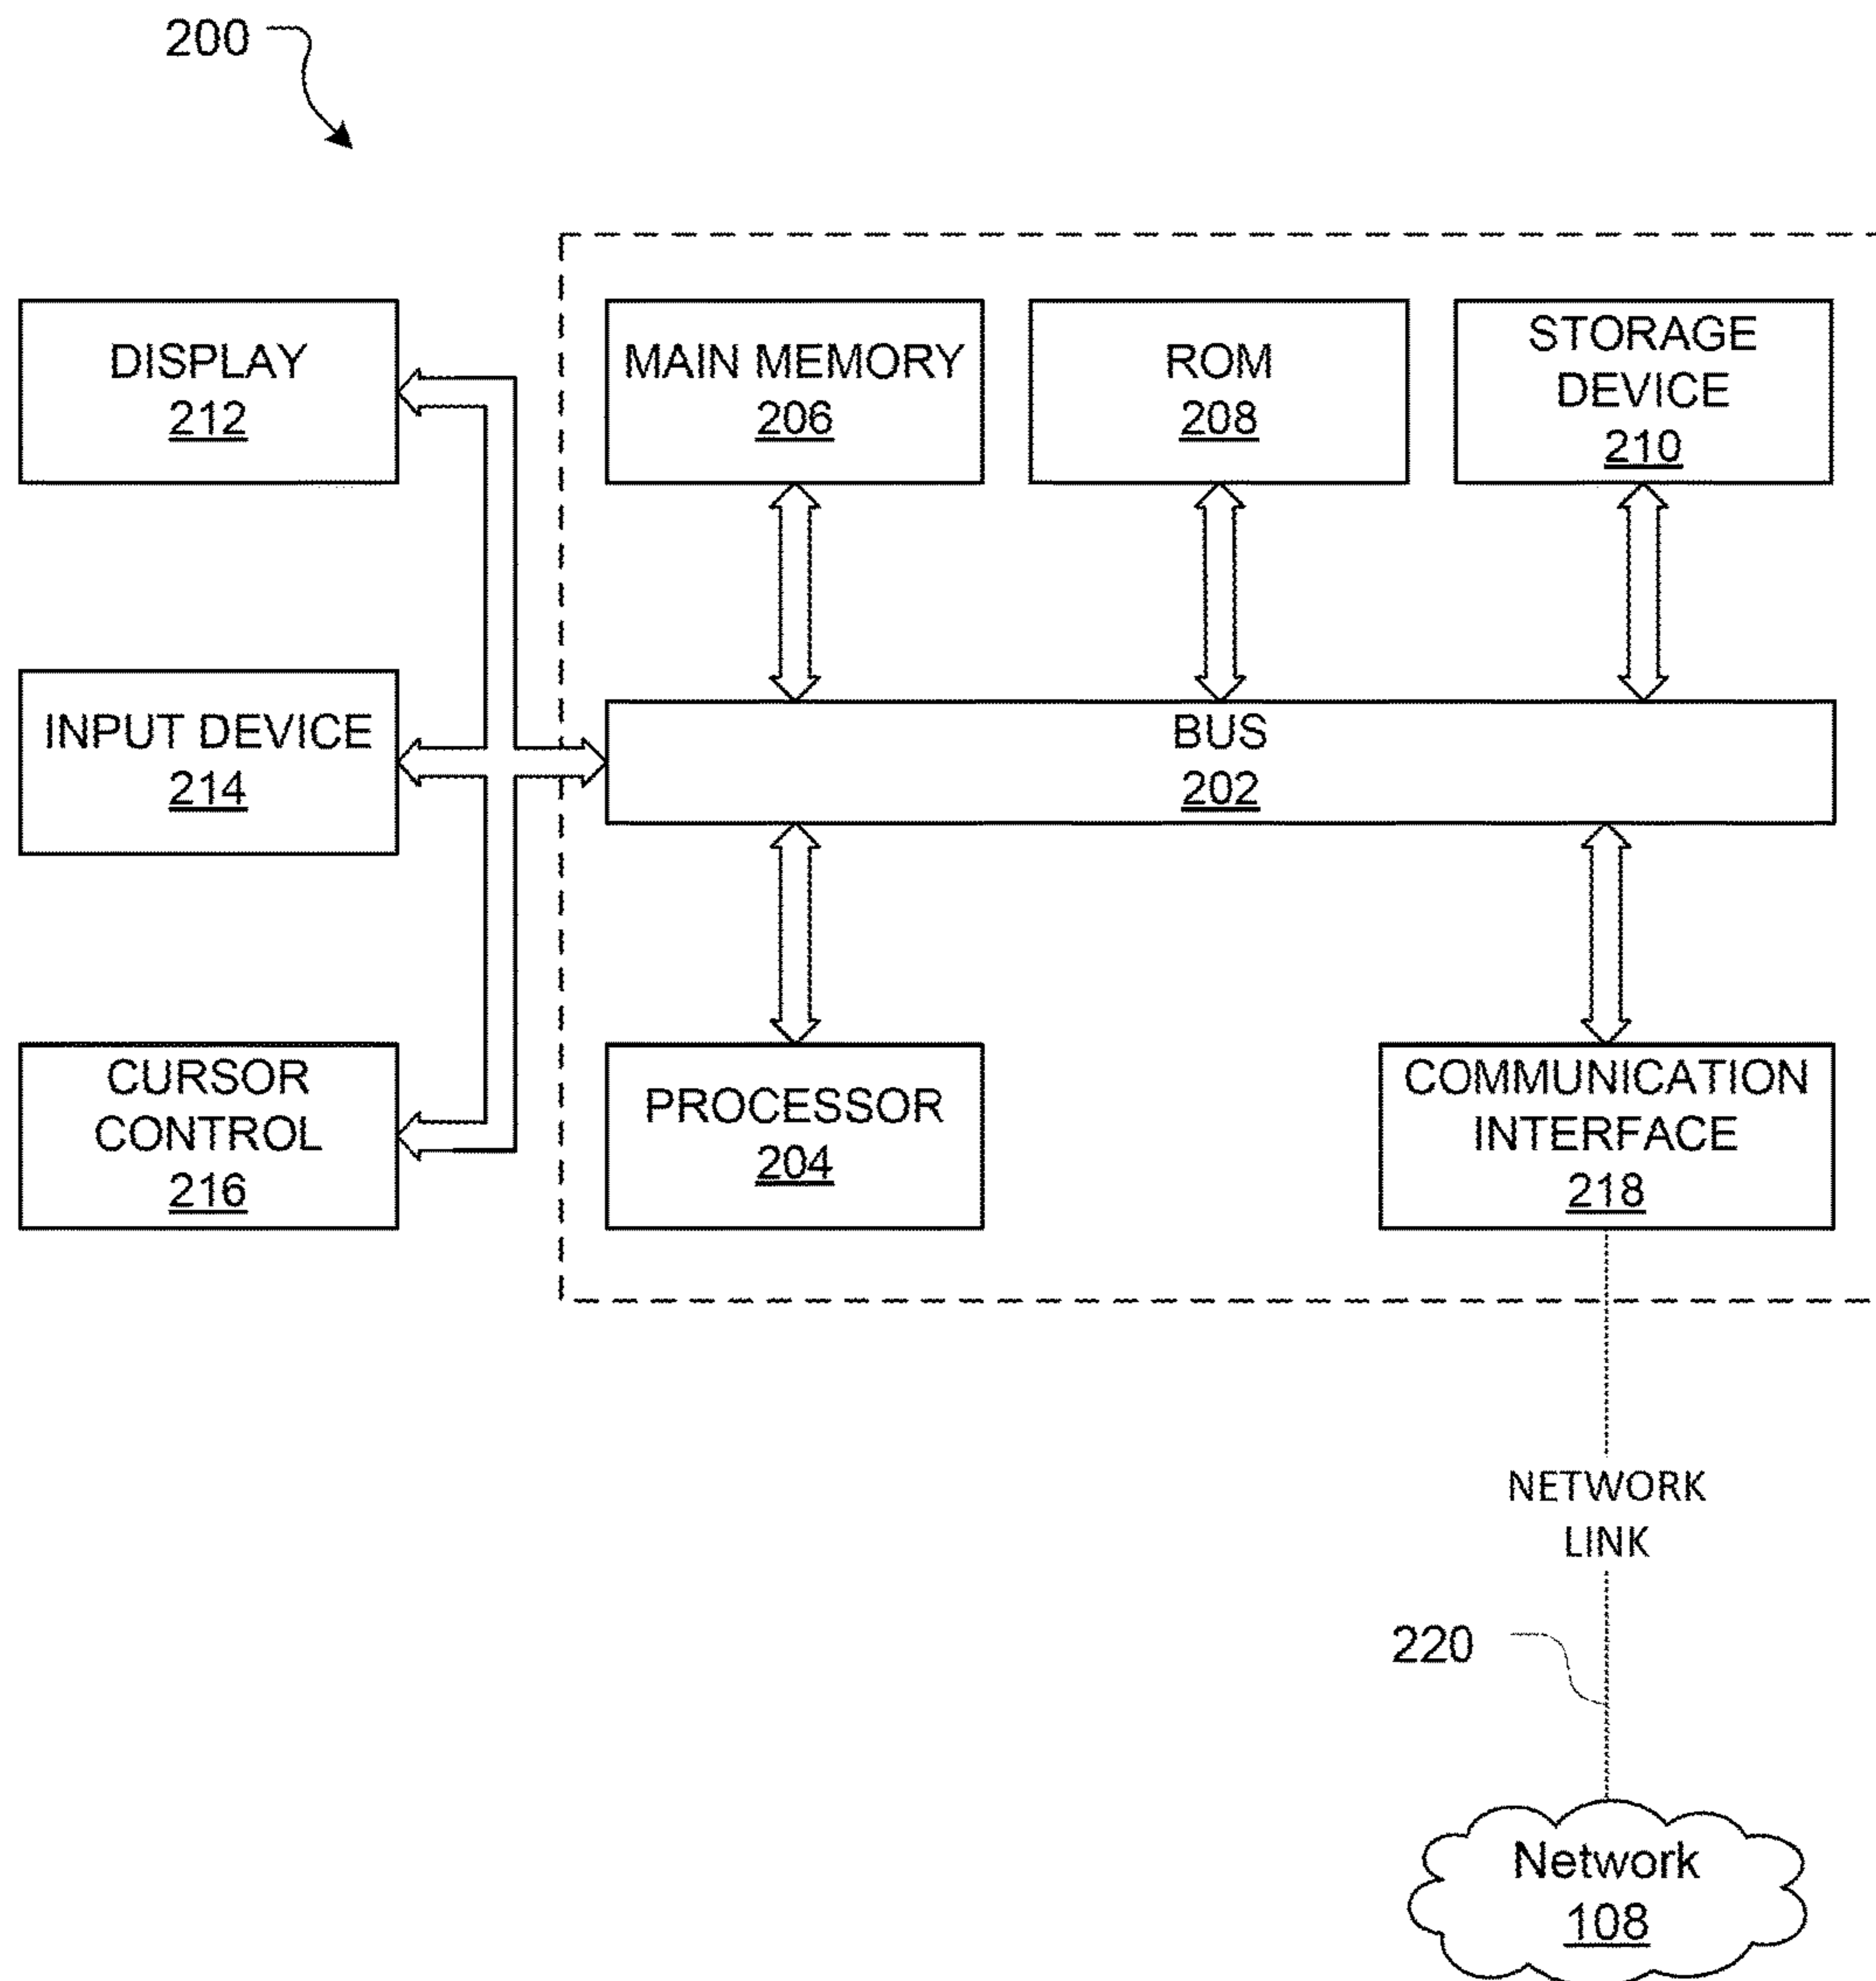 200
DISPLAY
212
MAIN MEMORY
206
ROM
208
STORAGE
DEVICE
210
INPUT DEVICE
214
BUS
202
CURSOR
CONTROL
216
PROCESSOR
204
COMMUNICATION
INTERFACE
218
NETWORK
LINK
220
Network
108